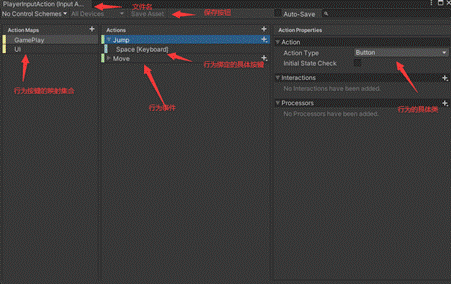 PlayerInputAction (Input A...
文件名
No Control Schemes
All Devices
Save Asset
保存按钮
Auto-Save
Action Maps
Actions
Action Properties
GamePlay
UI
Jump
Space [Keyboard]
Move
行为绑定的具体按键
行为按键的映射集合
行为事件
Action
Action Type
Button
Initial State Check
Interactions
No Interactions have been added.
行为的具体类
Processors
No Processors have been added.